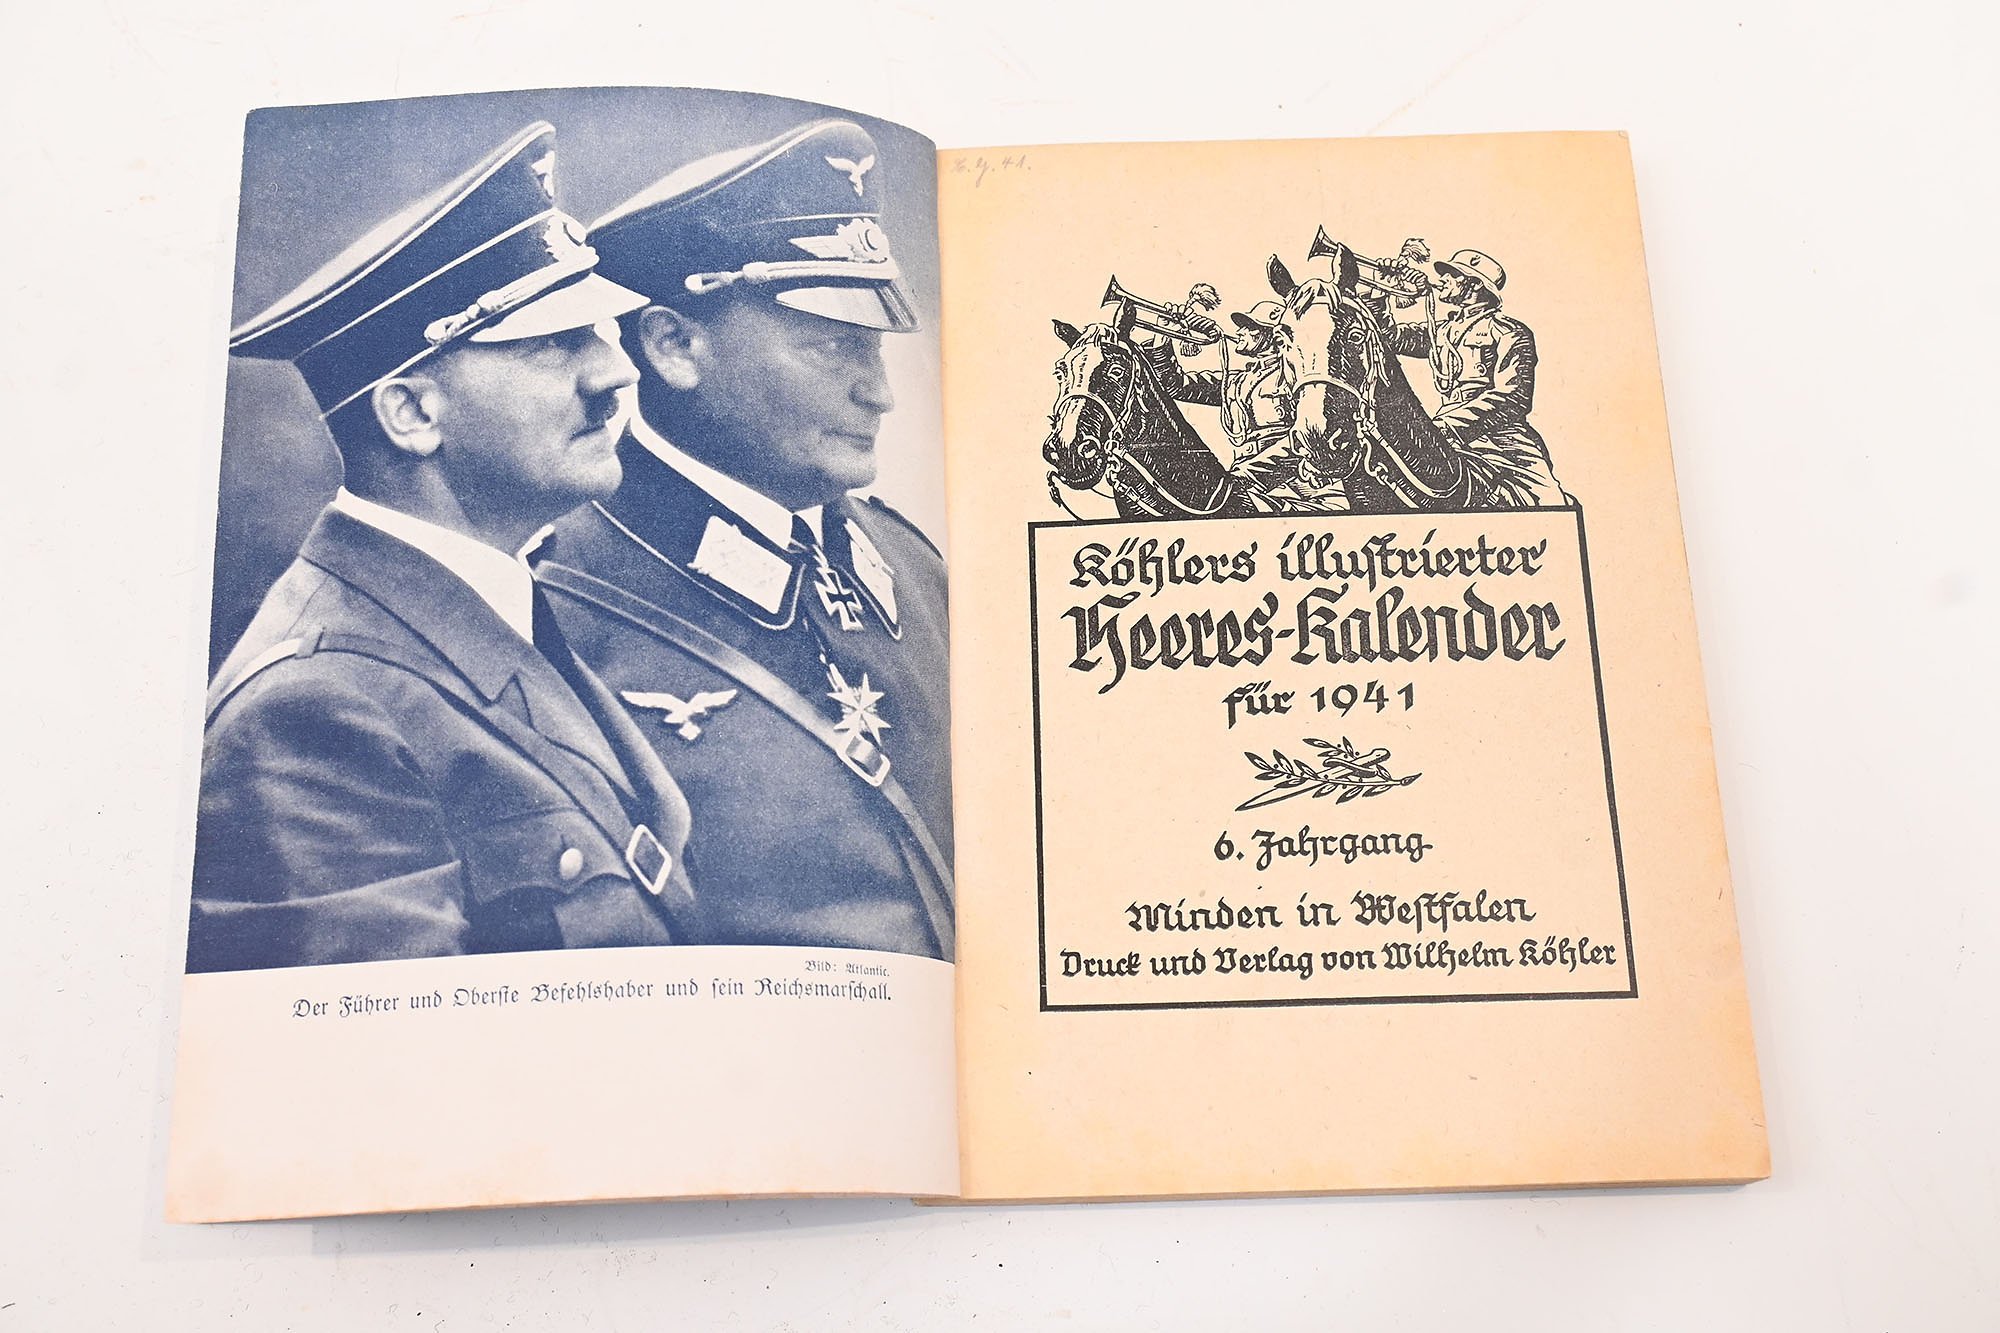 Bild: Atlantic.
Der Führer und Oberste Befehlshaber und sein Reichsmarschall.
41.
Köhlers illustrierter
Heeres-Kalender
für 1941
6. Jahrgang
Minden in Westfalen
Druck und Verlag von Wilhelm Köhler